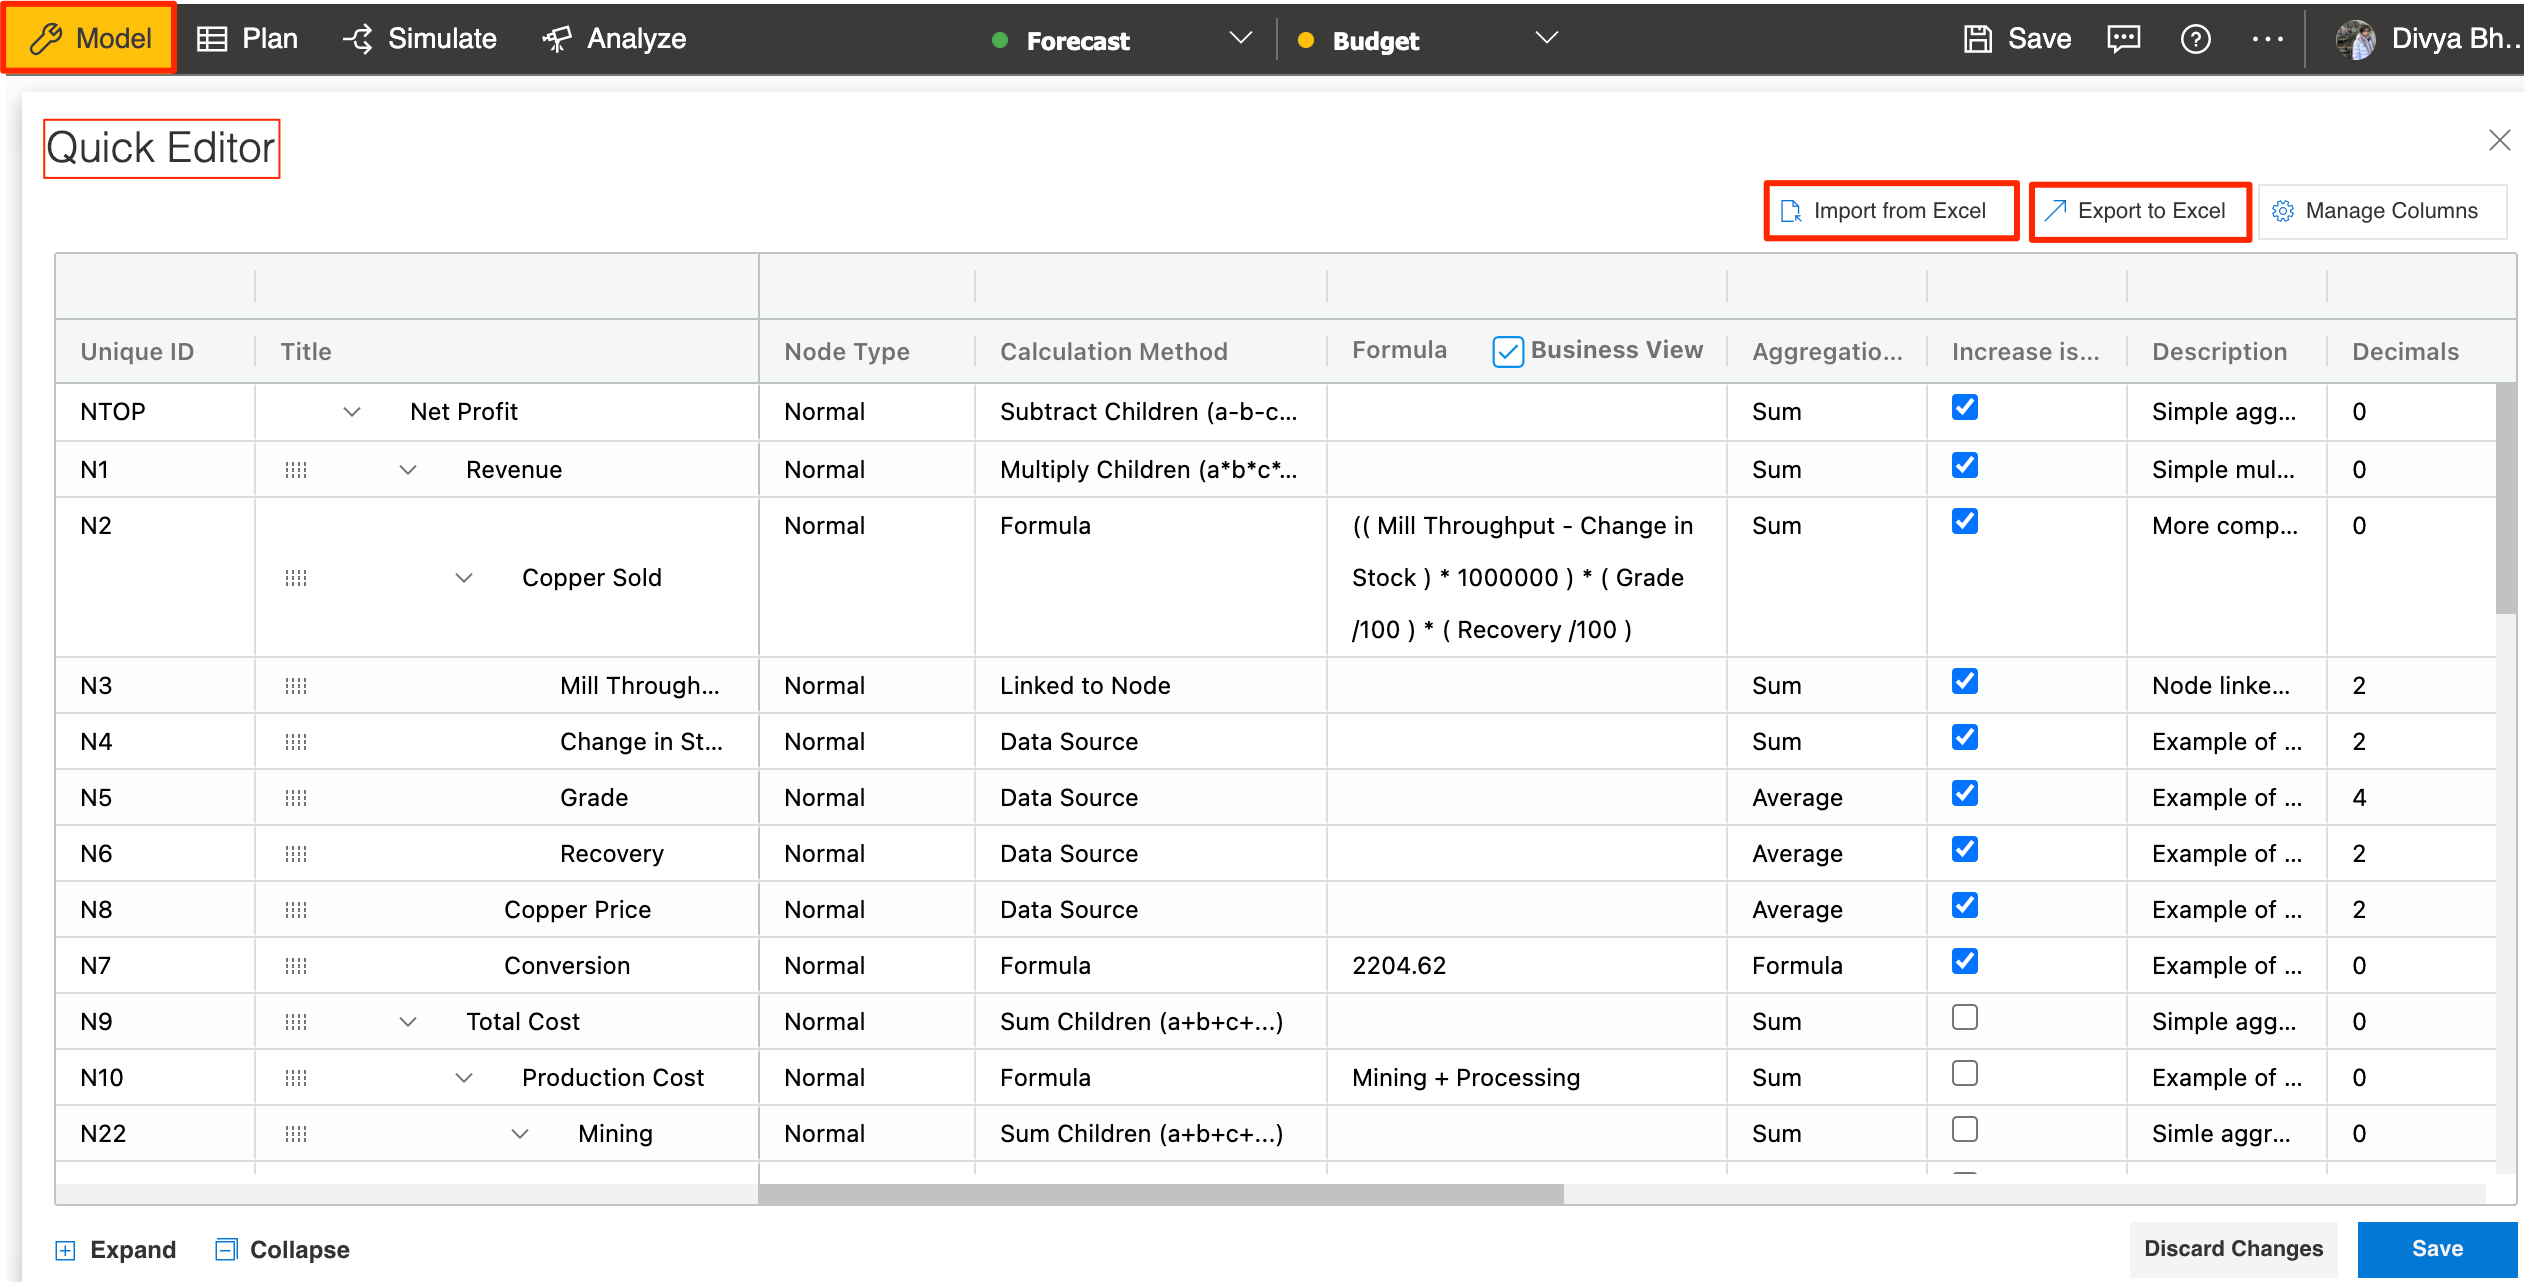 Model Plan Simulate Analyze Forecast Budget Save Divya Bh...
Quick Editor
Import from Excel Export to Excel Manage Columns
Unique ID Title Node Type Calculation Method Formula Business View Aggregatio... Increase is... Description Decimals
NTOP Net Profit Normal Subtract Children (a-b-c... Sum Simple agg... 0
N1 Revenue Normal Multiply Children (a*b*c*... Sum Simple mul... 0
N2 Copper Sold Normal Formula (( Mill Throughput - Change in Sum More comp... 0
Stock ) * 1000000 ) * ( Grade
/100 ) * ( Recovery /100 )
N3 Mill Through... Normal Linked to Node Sum Node linke... 2
N4 Change in St... Normal Data Source Sum Example of ... 2
N5 Grade Normal Data Source Average Example of ... 4
N6 Recovery Normal Data Source Average Example of ... 2
N8 Copper Price Normal Data Source Average Example of ... 2
N7 Conversion Normal Formula 2204.62 Formula Example of ... 0
N9 Total Cost Normal Sum Children (a+b+c+...) Sum Simple agg... 0
N10 Production Cost Normal Formula Mining + Processing Sum Example of ... 0
N22 Mining Normal Sum Children (a+b+c+...) Sum Simle aggr... 0
Expand Collapse Discard Changes Save